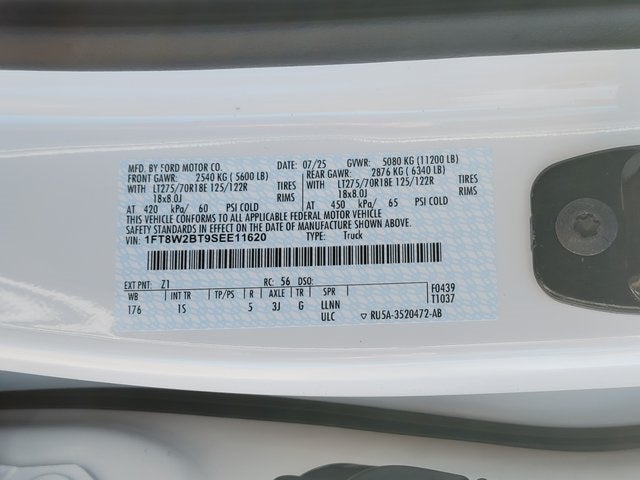 MFD. BY FORD MOTOR CO. DATE: 07/25 GVWR: 5080 KG (11200 LB)
FRONT GAWR: 2540 KG (5600 LB) REAR GAWR: 2876 KG (6340 LB)
WITH LT275/70R18E 125/122R TIRES WITH LT275/70R18E 125/122R TIRES
18x8.0J RIMS 18x8.0J RIMS
AT 420 kPa/ 60 PSI COLD AT 450 kPa/ 65 PSI COLD
THIS VEHICLE CONFORMS TO ALL APPLICABLE FEDERAL MOTOR VEHICLE
SAFETY STANDARDS IN EFFECT ON THE DATE OF MANUFACTURE SHOWN ABOVE.
VIN: 1FT8W2BT9SEE11620 TYPE: Truck
EXT PNT: Z1 RC: 56 DSO:
WB INT TR TP/PS R AXLE TR SPR F0439
176 1S 5 3J G LLNN T1037
ULC ▽ RU5A-3520472-AB